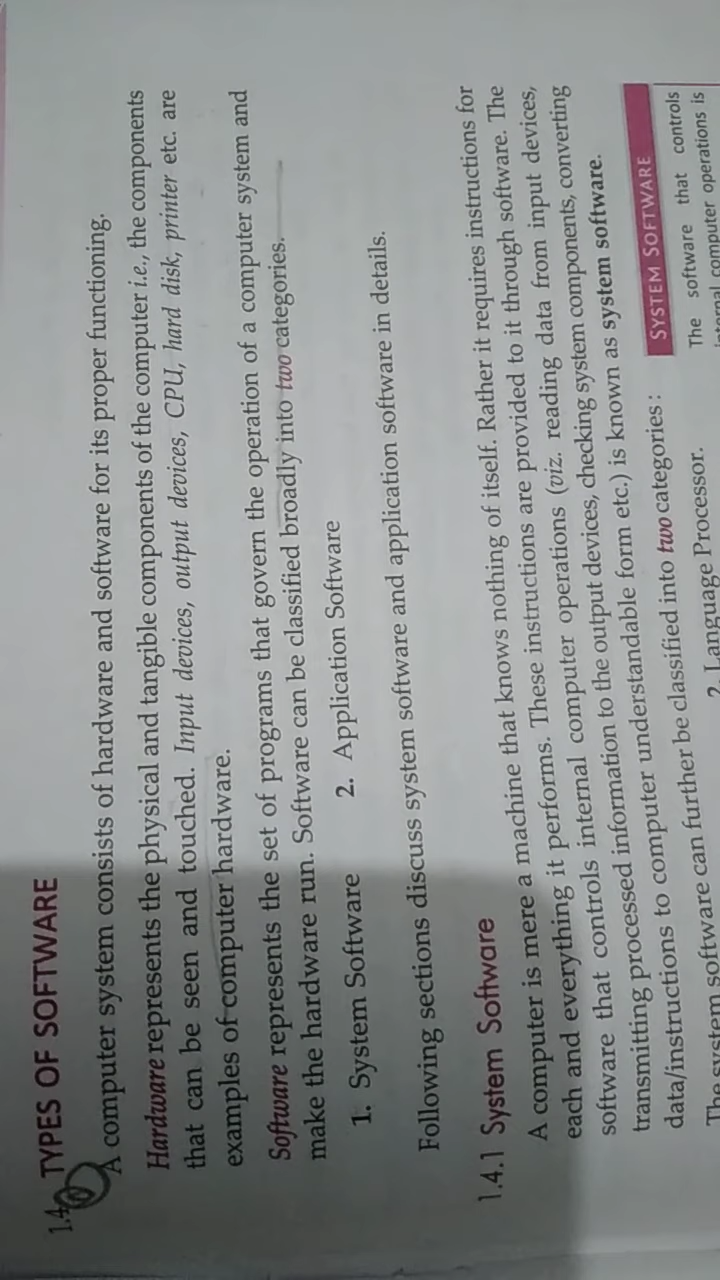 1.4 TYPES OF SOFTWARE
A computer system consists of hardware and software for its proper functioning.
Hardware represents the physical and tangible components of the computer i.e., the components
that can be seen and touched. Input devices, output devices, CPU, hard disk, printer etc. are
examples of computer hardware.
Software represents the set of programs that govern the operation of a computer system and
make the hardware run. Software can be classified broadly into two categories.
1. System Software 2. Application Software
Following sections discuss system software and application software in details.
1.4.1 System Software
A computer is mere a machine that knows nothing of itself. Rather it requires instructions for
each and everything it performs. These instructions are provided to it through software. The
software that controls internal computer operations (viz. reading data from input devices,
transmitting processed information to the output devices, checking system components, converting
data/instructions to computer understandable form etc.) is known as system software.
The system software can further be classified into two categories :
2. Language Processor.
SYSTEM SOFTWARE
The software that controls
internal computer operations is